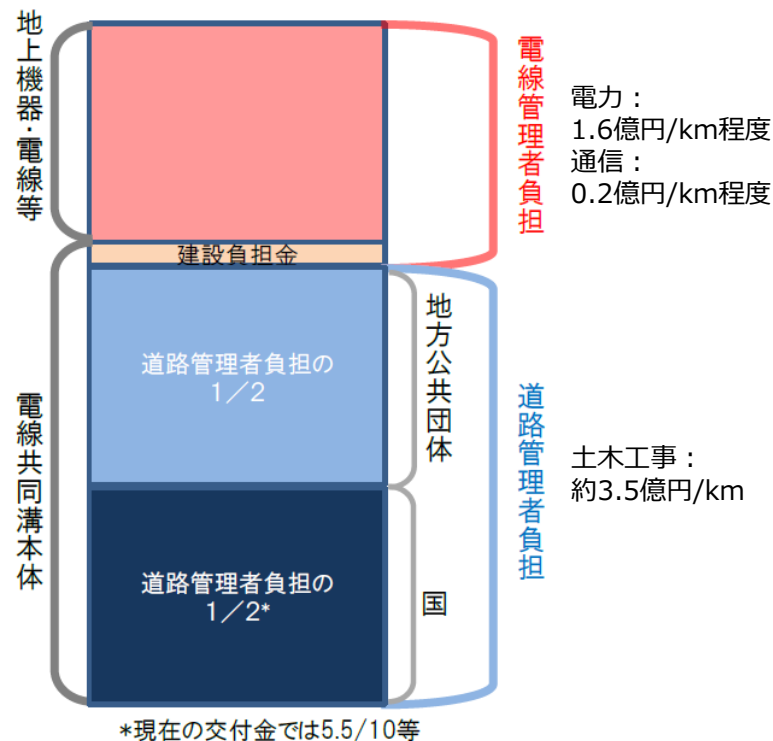 地上機器・電線等
電線管理者負担
電力：
1.6億円/km程度
通信：
0.2億円/km程度
建設負担金
電線共同溝本体
道路管理者負担の
1／2
地方公共団体
道路管理者負担
土木工事：
約3.5億円/km
道路管理者負担の
1／2*
国
*現在の交付金では5.5/10等